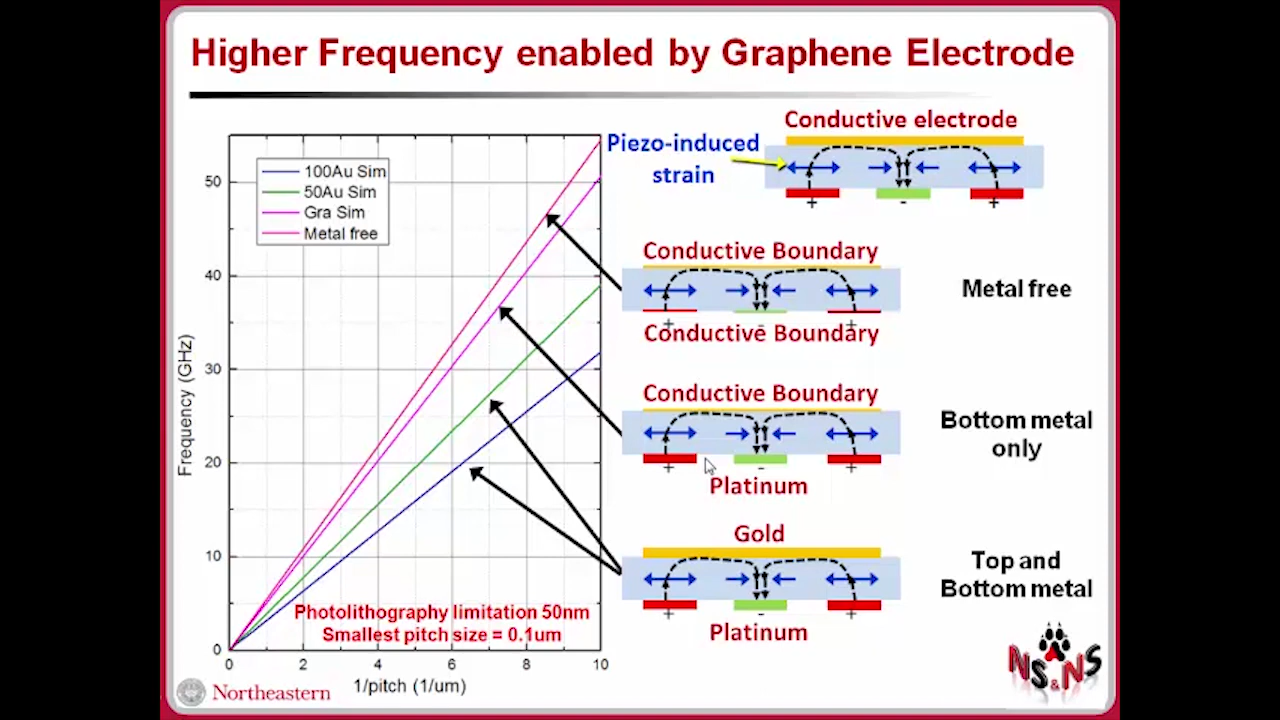 Higher Frequency enabled by Graphene Electrode
100Au Sim
50Au Sim
Gra Sim
Metal free
Frequency (GHz)
50
40
30
20
10
0
0 2 4 6 8 10
1/pitch (1/um)
Photolithography limitation 50nm
Smallest pitch size = 0.1um
Conductive electrode
Piezo-induced
strain
+ - +
Conductive Boundary
+ - +
Conductive Boundary
Metal free
Conductive Boundary
+ - +
Platinum
Bottom metal
only
Gold
+ - +
Platinum
Top and
Bottom metal
Northeastern
NS&NS